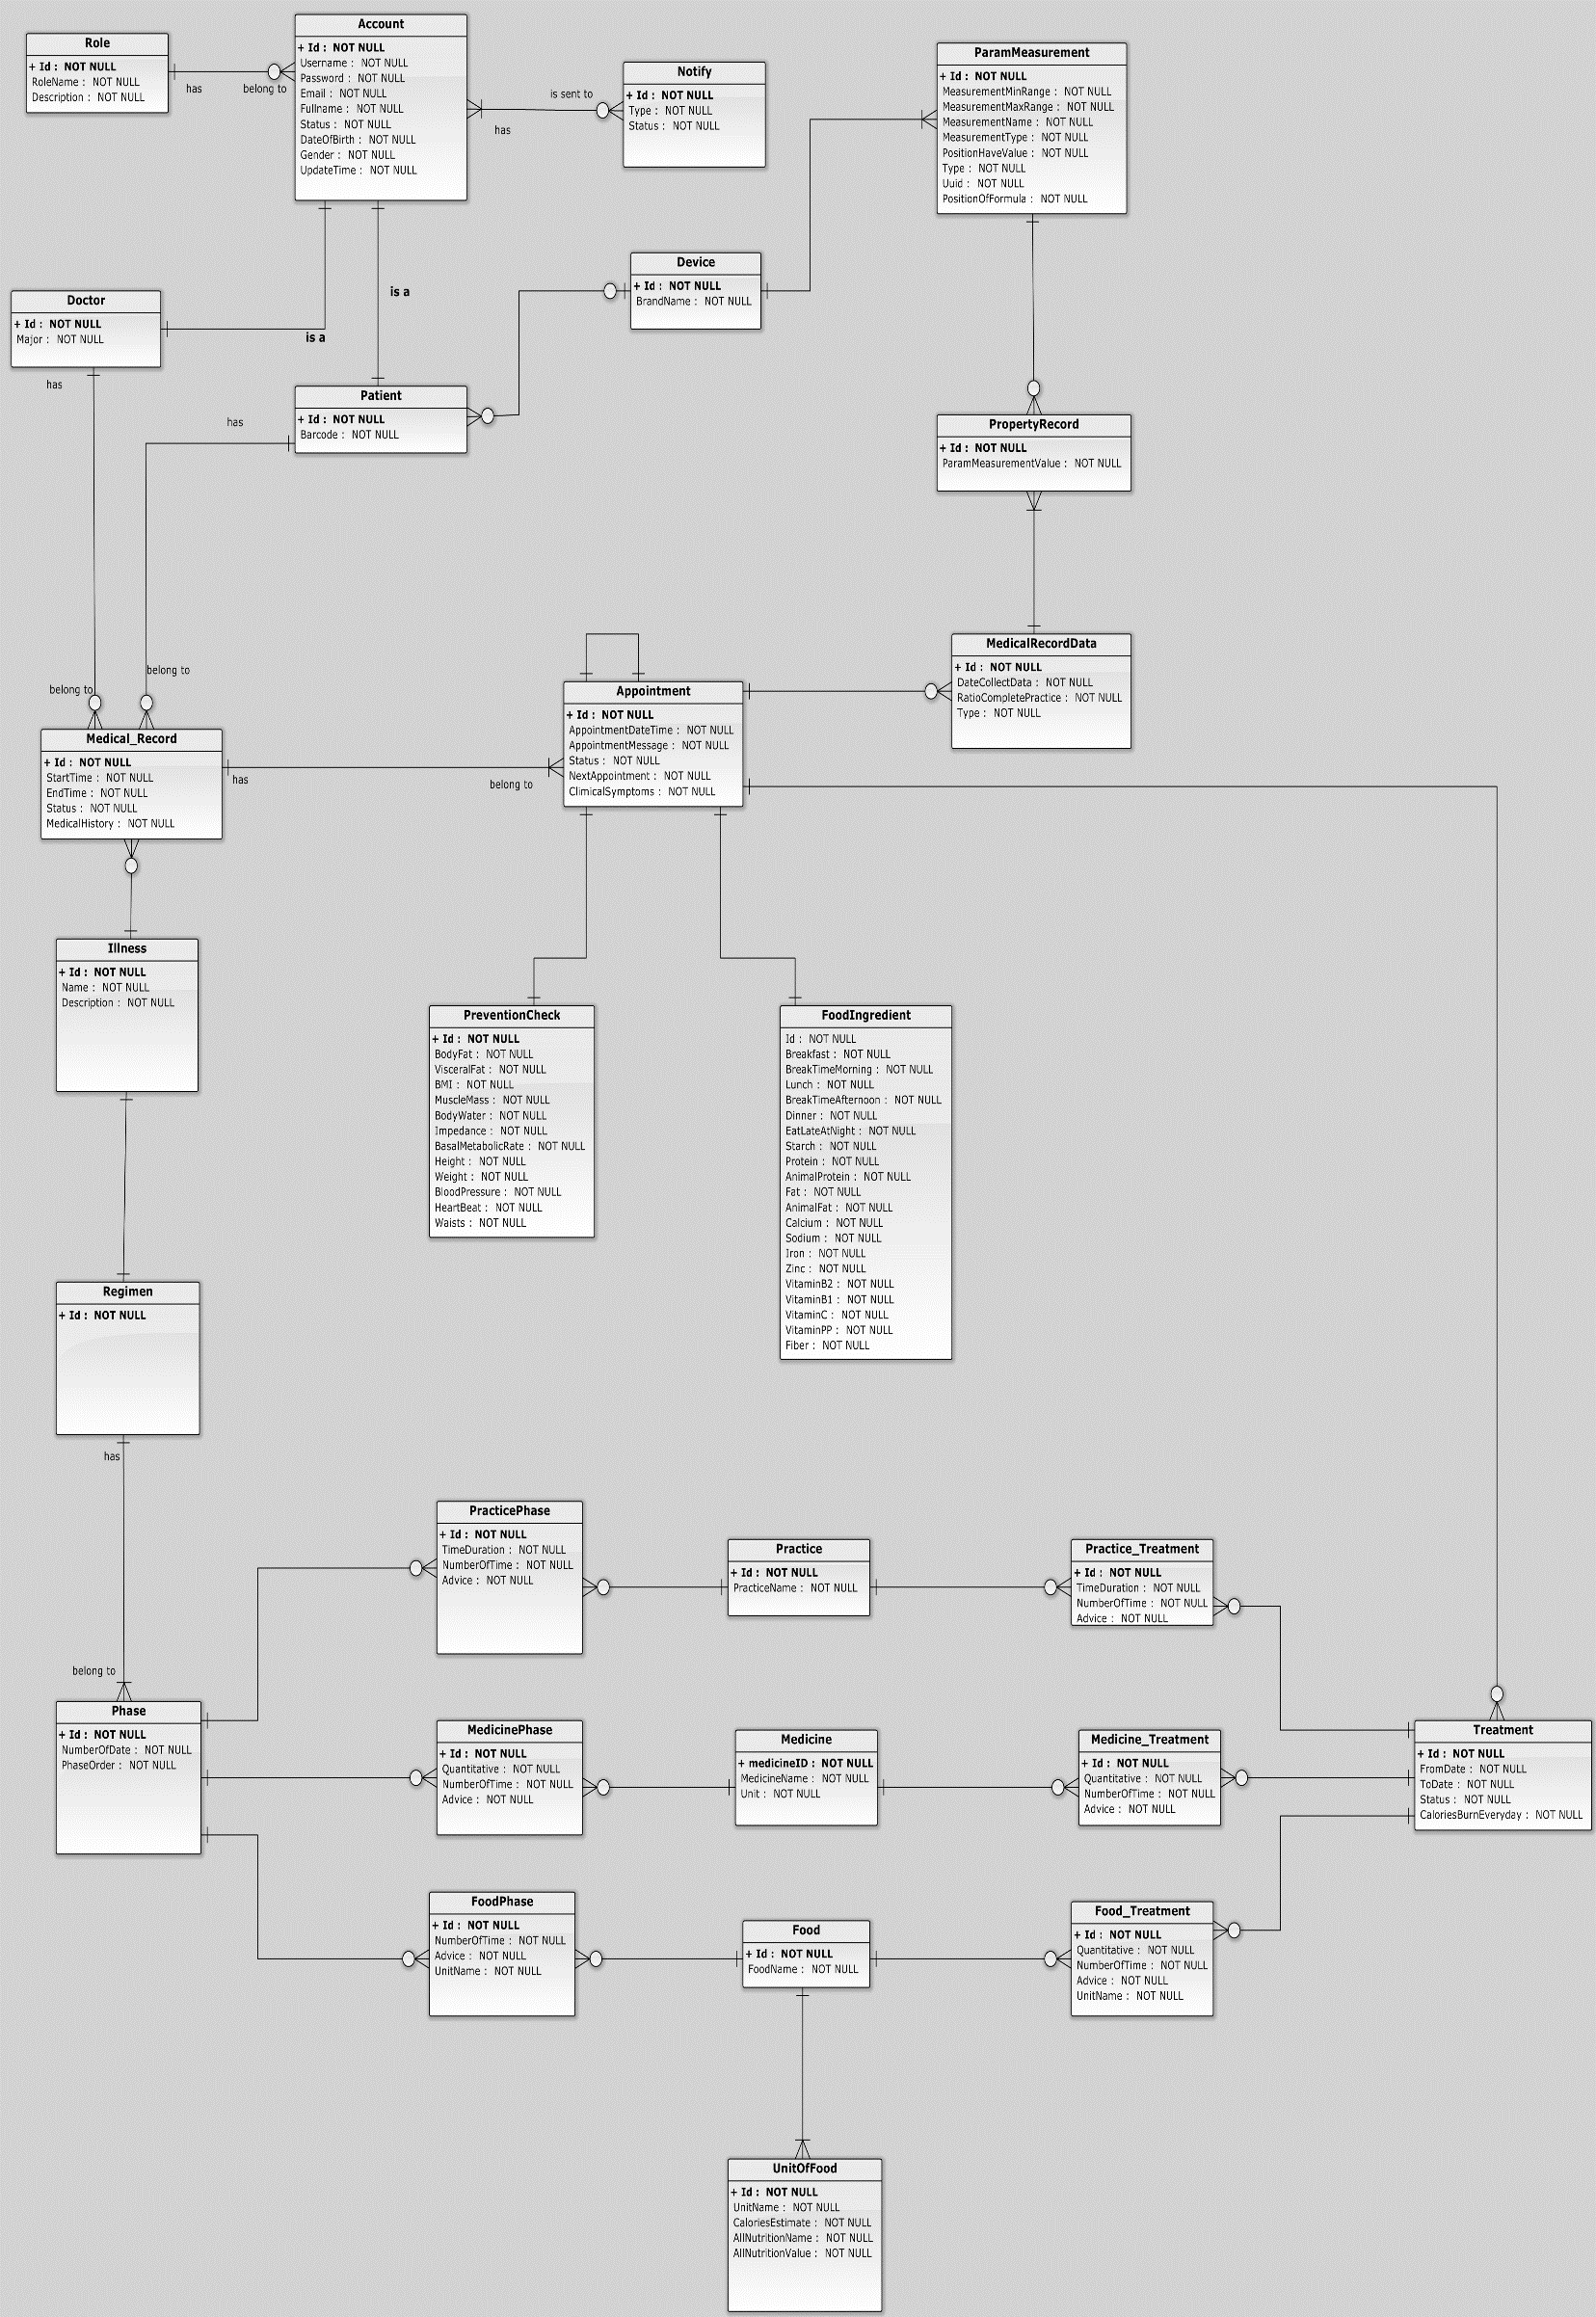 Role
+ Id : NOT NULL
RoleName : NOT NULL
Description : NOT NULL
has
belong to
Account
+ Id : NOT NULL
Username : NOT NULL
Password : NOT NULL
Email : NOT NULL
Fullname : NOT NULL
Status : NOT NULL
DateOfBirth : NOT NULL
Gender : NOT NULL
UpdateTime : NOT NULL
is sent to
has
Notify
+ Id : NOT NULL
Type : NOT NULL
Status : NOT NULL
ParamMeasurement
+ Id : NOT NULL
MeasurementMinRange : NOT NULL
MeasurementMaxRange : NOT NULL
MeasurementName : NOT NULL
MeasurementType : NOT NULL
PositionHaveValue : NOT NULL
Type : NOT NULL
Uuid : NOT NULL
PositionOfFormula : NOT NULL
Device
+ Id : NOT NULL
BrandName : NOT NULL
Doctor
+ Id : NOT NULL
Major : NOT NULL
is a
is a
has
Patient
+ Id : NOT NULL
Barcode : NOT NULL
has
PropertyRecord
+ Id : NOT NULL
ParamMeasurementValue : NOT NULL
belong to
belong to
MedicalRecordData
+ Id : NOT NULL
DateCollectData : NOT NULL
RatioCompletePractice : NOT NULL
Type : NOT NULL
Appointment
+ Id : NOT NULL
AppointmentDateTime : NOT NULL
AppointmentMessage : NOT NULL
Status : NOT NULL
NextAppointment : NOT NULL
ClinicalSymptoms : NOT NULL
Medical_Record
+ Id : NOT NULL
StartTime : NOT NULL
EndTime : NOT NULL
Status : NOT NULL
MedicalHistory : NOT NULL
has
belong to
Illness
+ Id : NOT NULL
Name : NOT NULL
Description : NOT NULL
PreventionCheck
+ Id : NOT NULL
BodyFat : NOT NULL
VisceralFat : NOT NULL
BMI : NOT NULL
MuscleMass : NOT NULL
BodyWater : NOT NULL
Impedance : NOT NULL
BasalMetabolicRate : NOT NULL
Height : NOT NULL
Weight : NOT NULL
BloodPressure : NOT NULL
HeartBeat : NOT NULL
Waists : NOT NULL
FoodIngredient
Id : NOT NULL
Breakfast : NOT NULL
BreakTimeMorning : NOT NULL
Lunch : NOT NULL
BreakTimeAfternoon : NOT NULL
Dinner : NOT NULL
EatLateAtNight : NOT NULL
Starch : NOT NULL
Protein : NOT NULL
AnimalProtein : NOT NULL
Fat : NOT NULL
AnimalFat : NOT NULL
Calcium : NOT NULL
Sodium : NOT NULL
Iron : NOT NULL
Zinc : NOT NULL
VitaminB2 : NOT NULL
VitaminB1 : NOT NULL
VitaminC : NOT NULL
VitaminPP : NOT NULL
Fiber : NOT NULL
Regimen
+ Id : NOT NULL
has
belong to
PracticePhase
+ Id : NOT NULL
TimeDuration : NOT NULL
NumberOfTime : NOT NULL
Advice : NOT NULL
Practice
+ Id : NOT NULL
PracticeName : NOT NULL
Practice_Treatment
+ Id : NOT NULL
TimeDuration : NOT NULL
NumberOfTime : NOT NULL
Advice : NOT NULL
Phase
+ Id : NOT NULL
NumberOfDate : NOT NULL
PhaseOrder : NOT NULL
MedicinePhase
+ Id : NOT NULL
Quantitative : NOT NULL
NumberOfTime : NOT NULL
Advice : NOT NULL
Medicine
+ medicineID : NOT NULL
MedicineName : NOT NULL
Unit : NOT NULL
Medicine_Treatment
+ Id : NOT NULL
Quantitative : NOT NULL
NumberOfTime : NOT NULL
Advice : NOT NULL
Treatment
+ Id : NOT NULL
FromDate : NOT NULL
ToDate : NOT NULL
Status : NOT NULL
CaloriesBurnEveryday : NOT NULL
FoodPhase
+ Id : NOT NULL
NumberOfTime : NOT NULL
Advice : NOT NULL
UnitName : NOT NULL
Food
+ Id : NOT NULL
FoodName : NOT NULL
Food_Treatment
+ Id : NOT NULL
Quantitative : NOT NULL
NumberOfTime : NOT NULL
Advice : NOT NULL
UnitName : NOT NULL
UnitOfFood
+ Id : NOT NULL
UnitName : NOT NULL
CaloriesEstimate : NOT NULL
AllNutritionName : NOT NULL
AllNutritionValue : NOT NULL